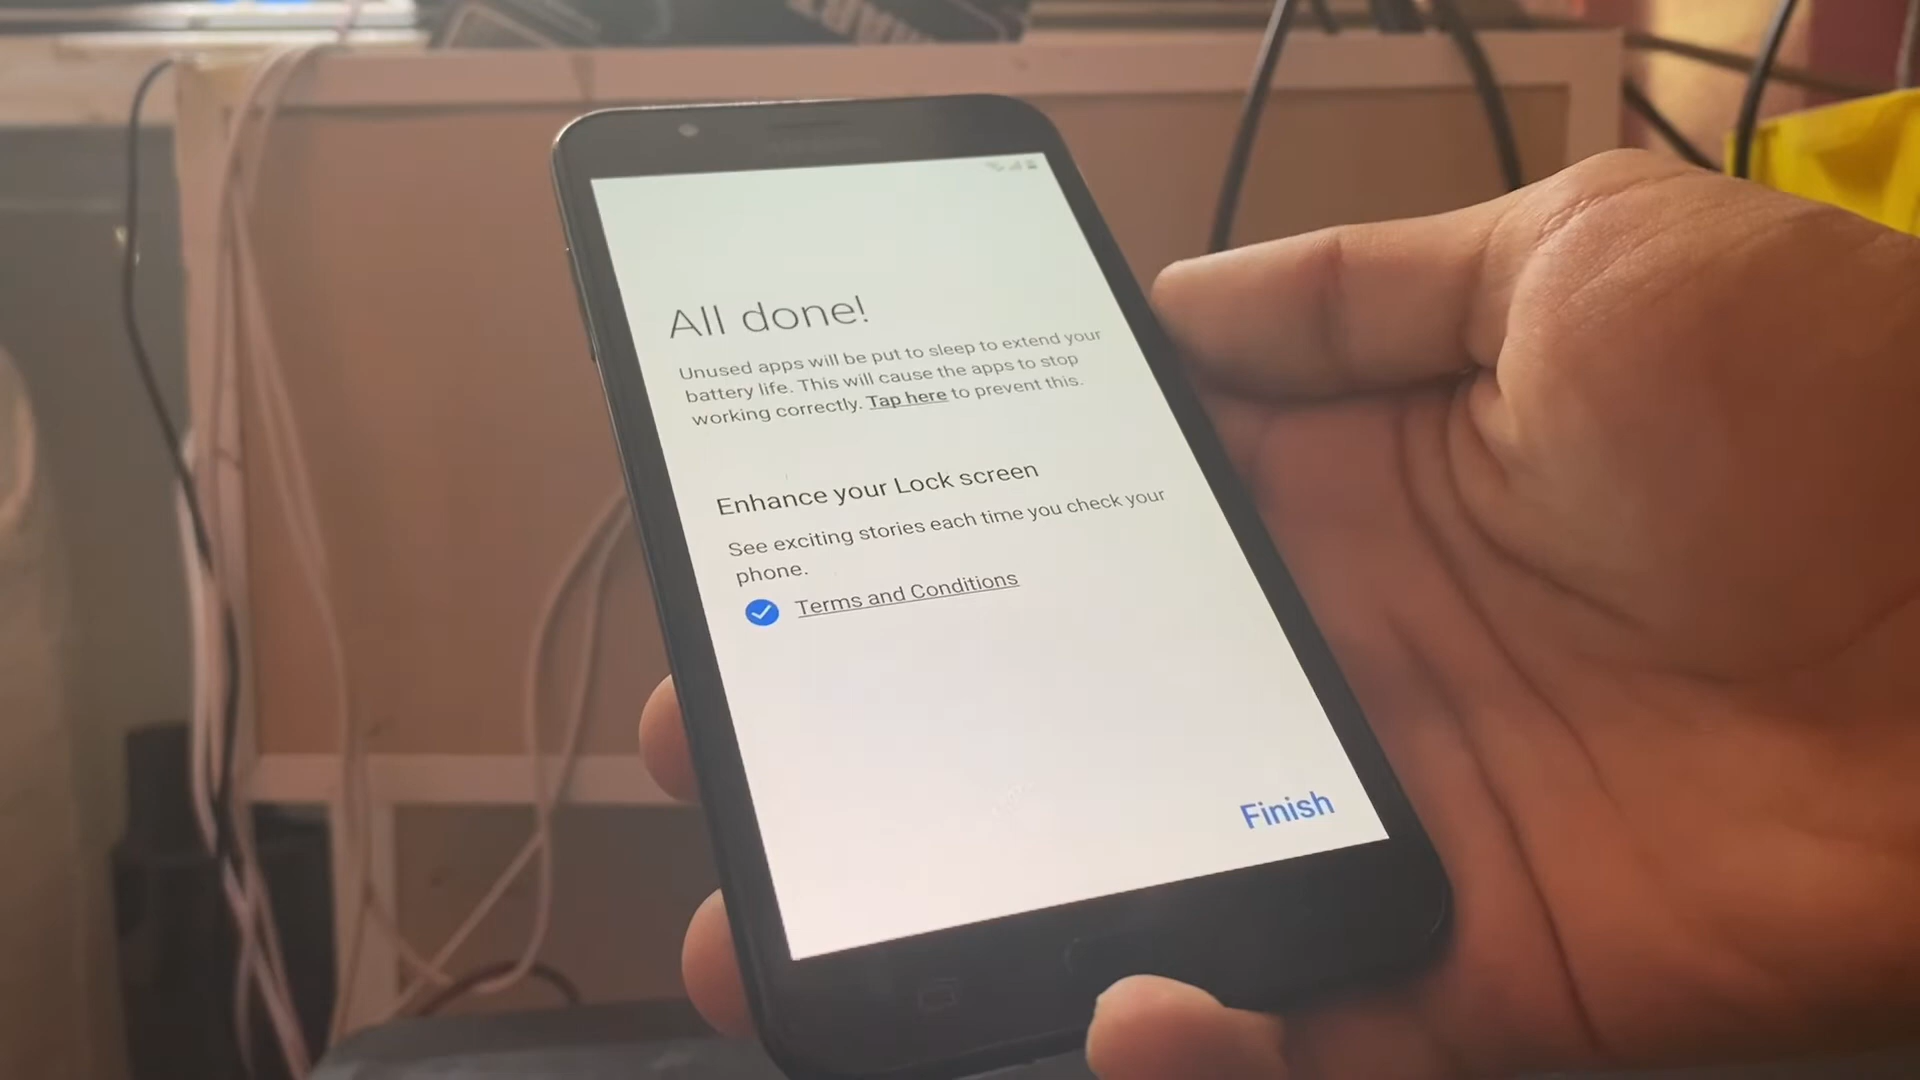 All done!
Unused apps will be put to sleep to extend your
battery life. This will cause the apps to stop
working correctly. Tap here to prevent this.
Enhance your Lock screen
See exciting stories each time you check your
phone.
Terms and Conditions
Finish